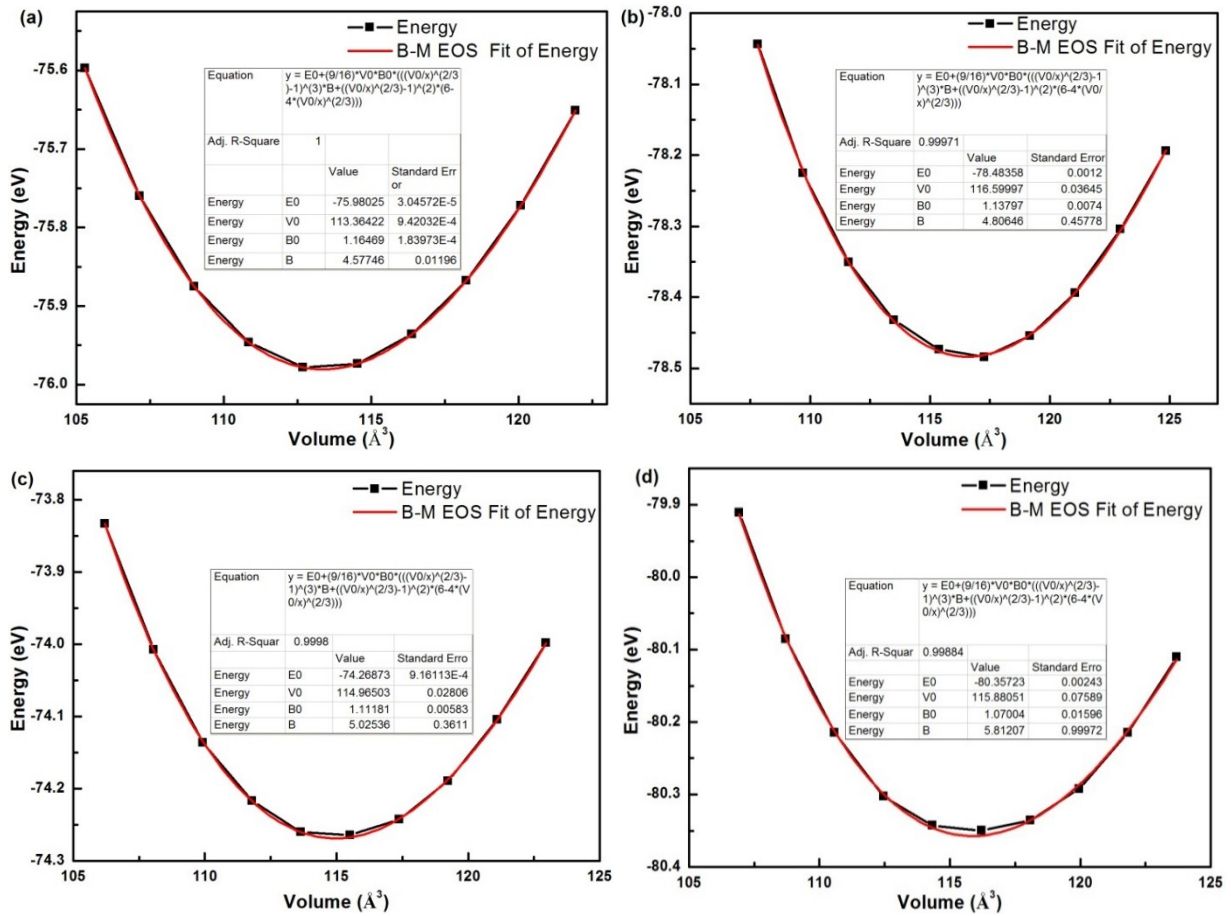 (a)
Energy
B-M EOS Fit of Energy
Equation
y = E0+(9/16)*V0*B0*(((V0/x)^(2/3
)-1)^(3)*B+((V0/x)^(2/3)-1)^(2)*(6-
4*(V0/x)^(2/3)))
Adj. R-Square 1
Value Standard Err
or
Energy E0 -75.98025 3.04572E-5
Energy V0 113.36422 9.42032E-4
Energy B0 1.16469 1.83973E-4
Energy B 4.57746 0.01196
-75.6
-75.7
-75.8
-75.9
-76.0
Energy (eV)
105 110 115 120
Volume (Å³)
(b)
Energy
B-M EOS Fit of Energy
Equation
y = E0+(9/16)*V0*B0*(((V0/x)^(2/3)-1
)^(3)*B+((V0/x)^(2/3)-1)^(2)*(6-4*(V0/
x)^(2/3)))
Adj. R-Square 0.99971
Value Standard Error
Energy E0 -78.48358 0.0012
Energy V0 116.59997 0.03645
Energy B0 1.13797 0.0074
Energy B 4.80646 0.45778
-78.0
-78.1
-78.2
-78.3
-78.4
-78.5
Energy (eV)
110 115 120 125
Volume (Å³)
(c)
Energy
B-M EOS Fit of Energy
Equation
y = E0+(9/16)*V0*B0*(((V0/x)^(2/3)-
1)^(3)*B+((V0/x)^(2/3)-1)^(2)*(6-4*(V
0/x)^(2/3)))
Adj. R-Squar 0.9998
Value Standard Erro
Energy E0 -74.26873 9.16113E-4
Energy V0 114.96503 0.02806
Energy B0 1.11181 0.00583
Energy B 5.02536 0.3611
-73.8
-73.9
-74.0
-74.1
-74.2
-74.3
Energy (eV)
105 110 115 120 125
Volume (Å³)
(d)
Energy
B-M EOS Fit of Energy
Equation
y = E0+(9/16)*V0*B0*(((V0/x)^(2/3)-
1)^(3)*B+((V0/x)^(2/3)-1)^(2)*(6-4*(V0
/x)^(2/3)))
Adj. R-Squar 0.99884
Value Standard Erro
Energy E0 -80.35723 0.00243
Energy V0 115.88051 0.07589
Energy B0 1.07004 0.01596
Energy B 5.81207 0.99972
-79.9
-80.0
-80.1
-80.2
-80.3
-80.4
Energy (eV)
105 110 115 120 125
Volume (Å³)